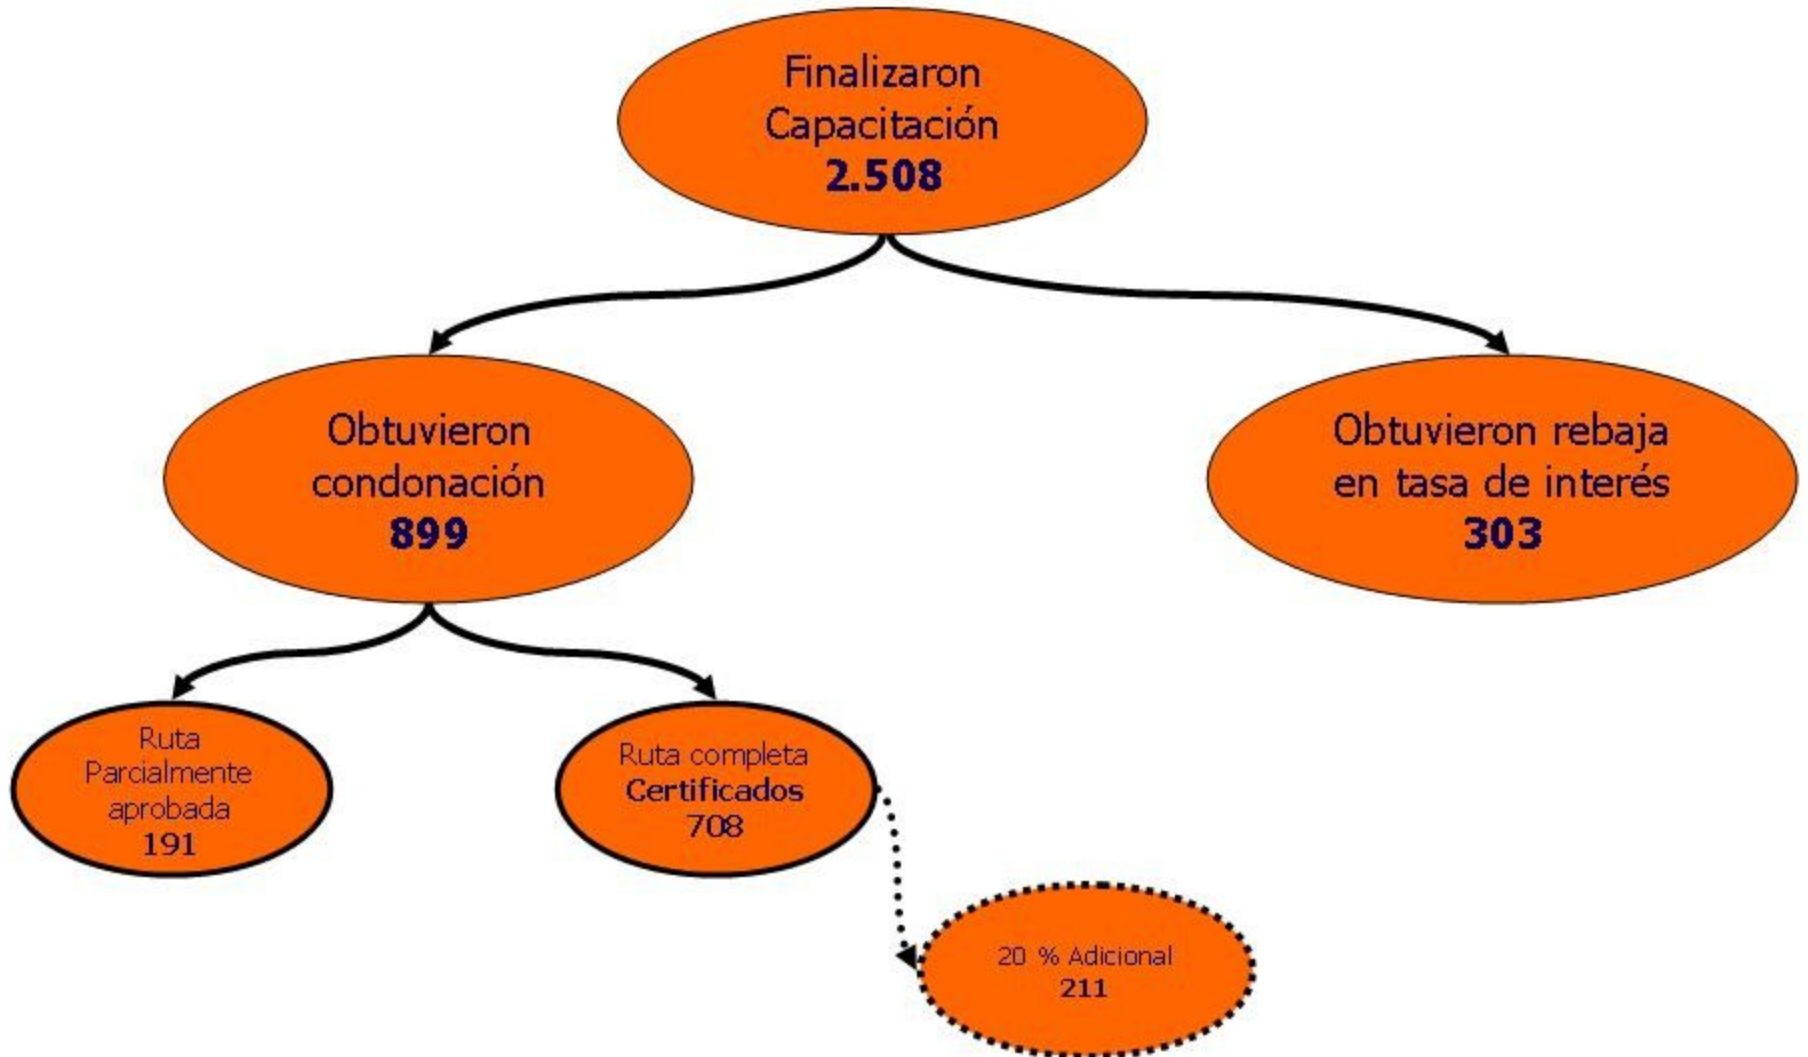 Finalizaron
Capacitación
2.508
Obtuvieron
condonación
899
Obtuvieron rebaja
en tasa de interés
303
Ruta
Parcialmente
aprobada
191
Ruta completa
Certificados
708
20 % Adicional
211